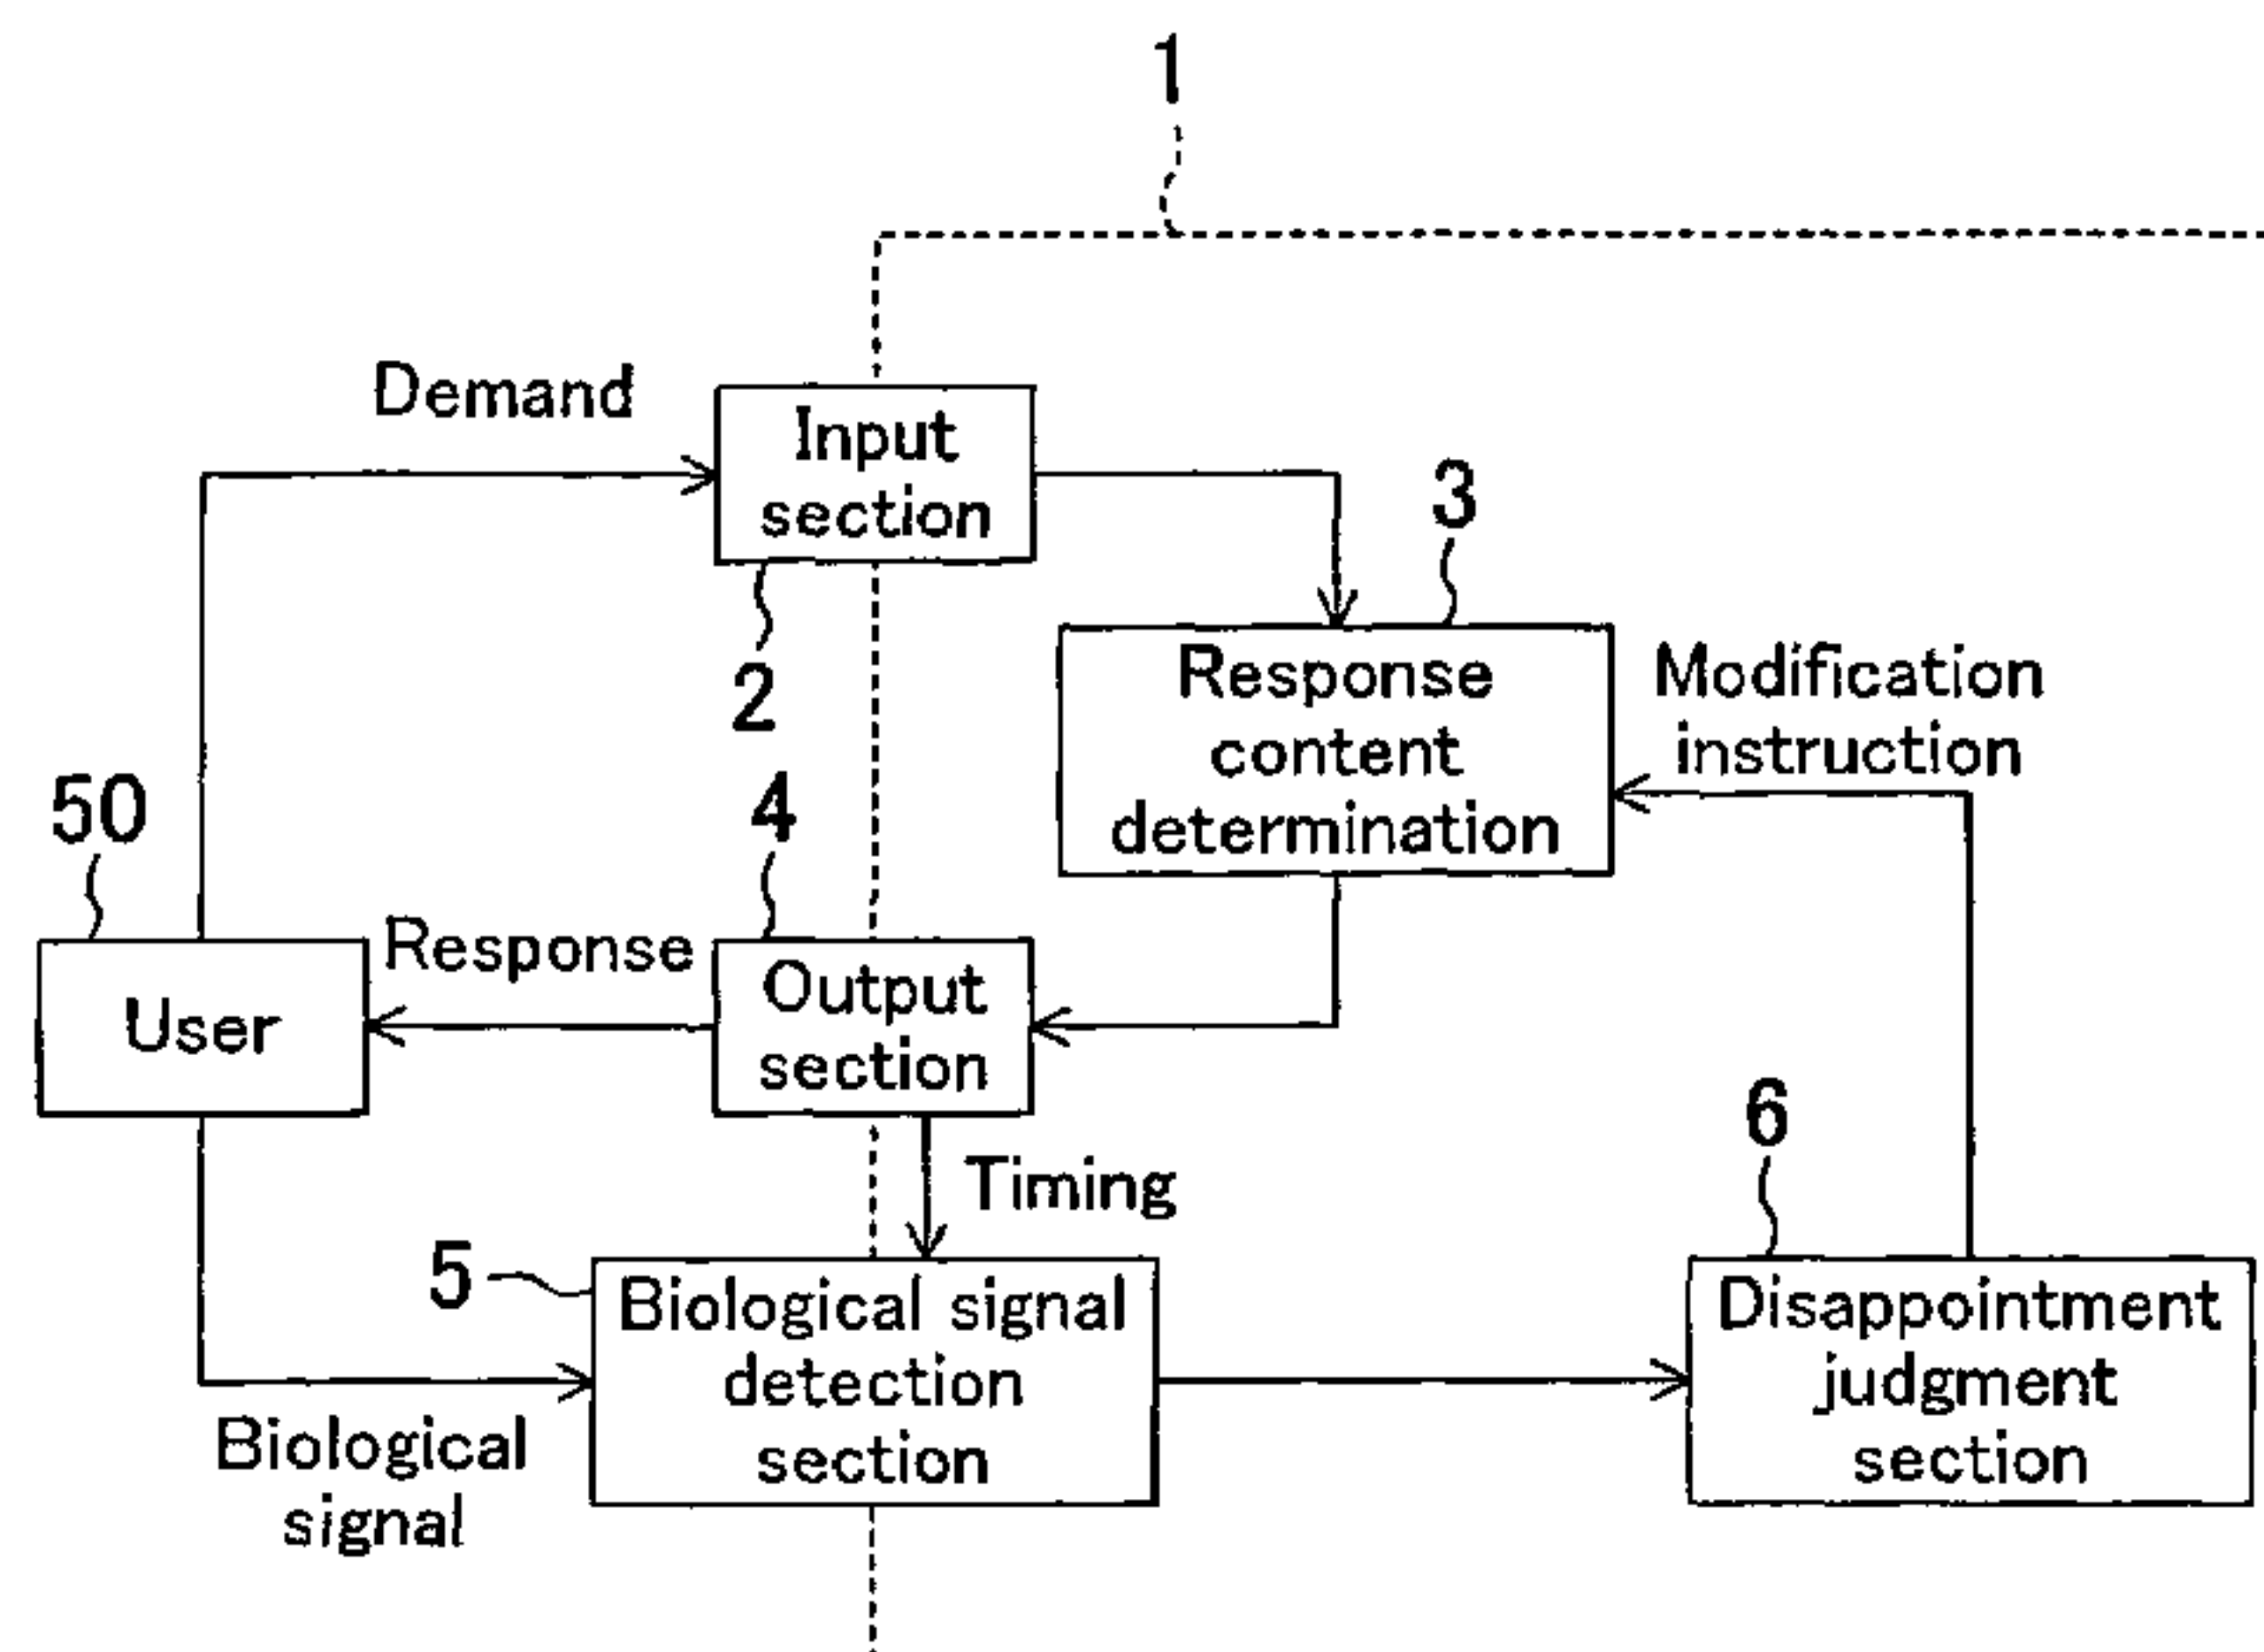 1
Demand
Input
section
3
2
Response
content
determination
Modification
instruction
50
4
Response
User
Output
section
6
Timing
5
Biological signal
detection
section
Disappointment
judgment
section
Biological
signal